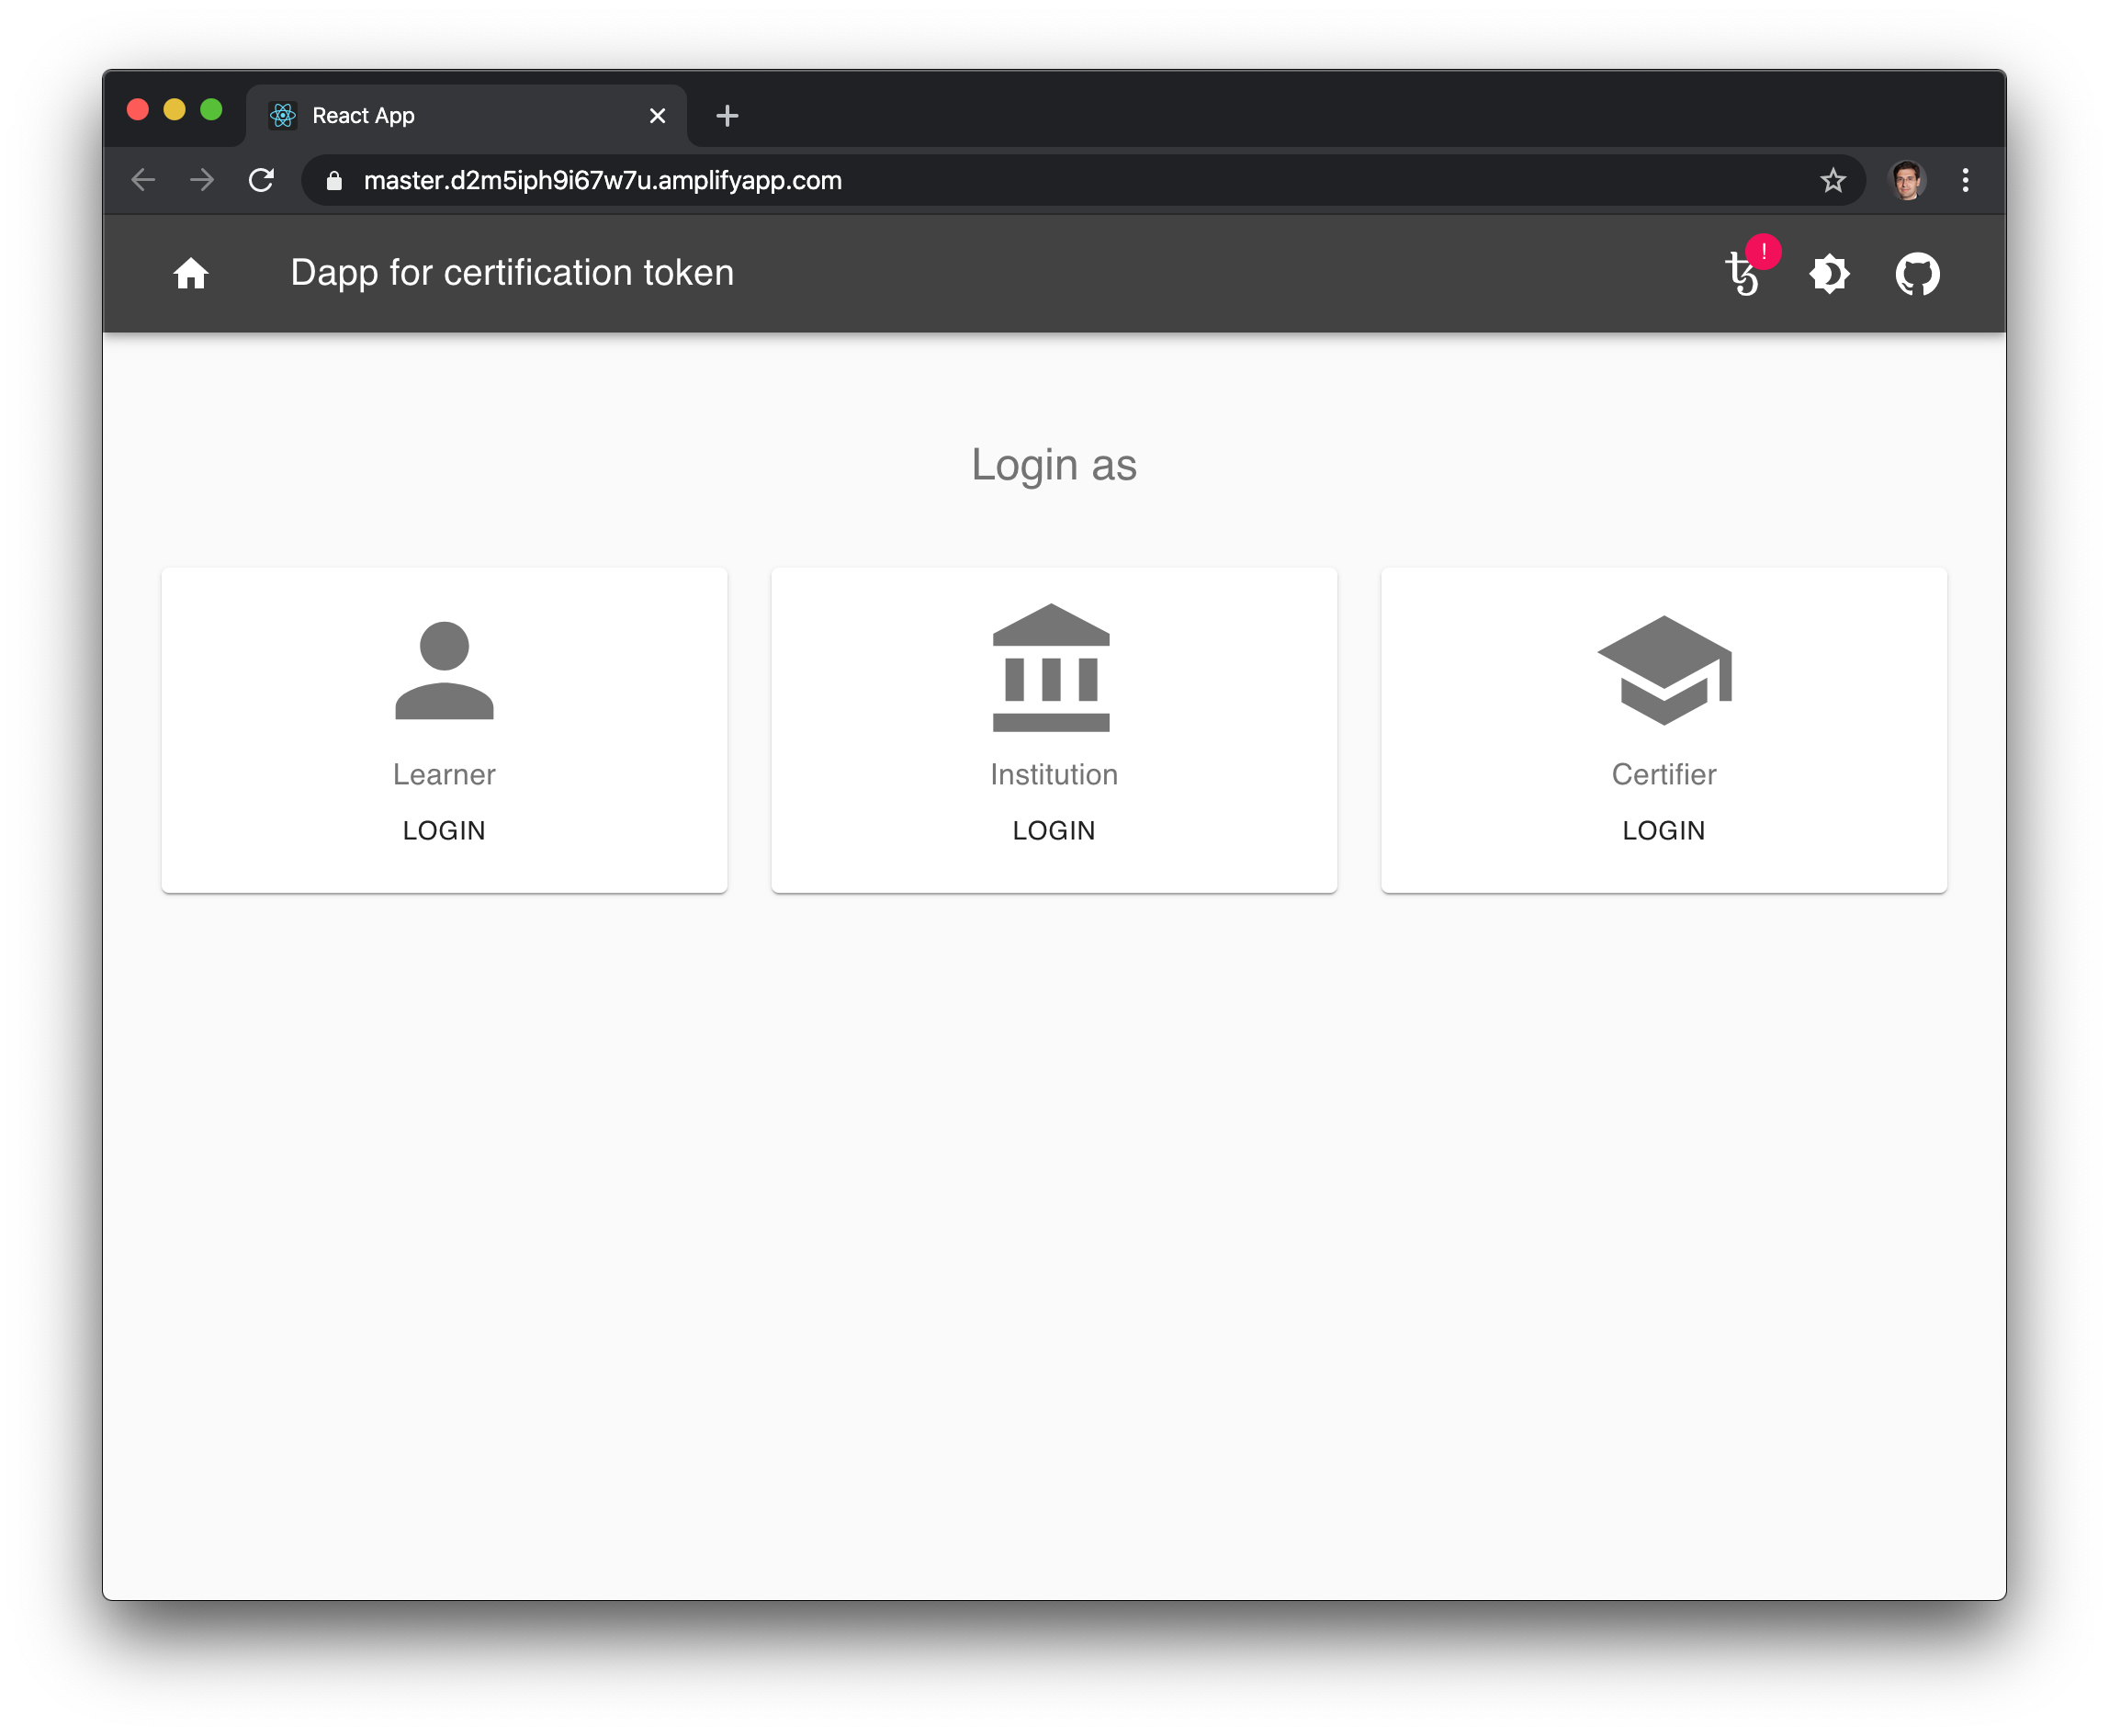 React App
master.d2m5iph9i67w7u.amplifyapp.com
Dapp for certification token
ꜩ !
Login as
Learner
Institution
Certifier
LOGIN
LOGIN
LOGIN